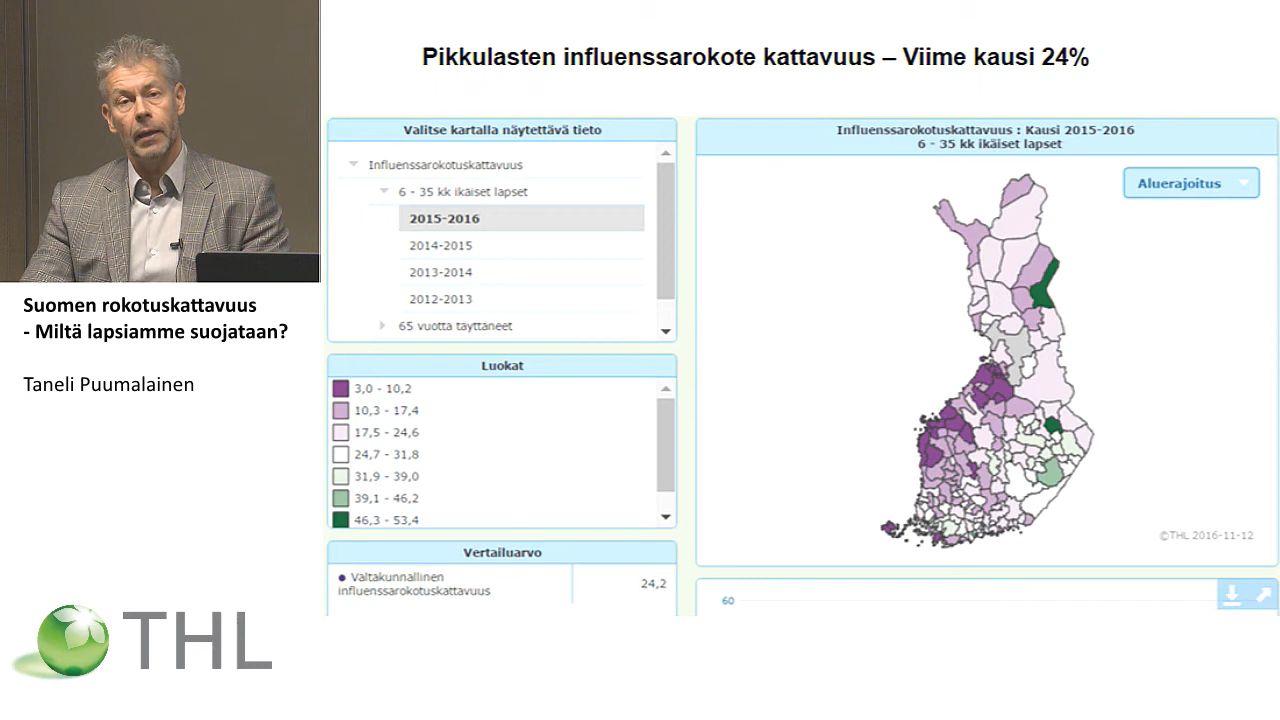 Pikkulasten influenssarokote kattavuus – Viime kausi 24%
Suomen rokotuskattavuus
- Miltä lapsiamme suojataan?
Taneli Puumalainen
THL
Valitse kartalla näytettävä tieto
Influenssarokotuskattavuus
6 - 35 kk ikäiset lapset
2015-2016
2014-2015
2013-2014
2012-2013
65 vuotta täyttäneet
Luokat
3,0 - 10,2
10,3 - 17,4
17,5 - 24,6
24,7 - 31,8
31,9 - 39,0
39,1 - 46,2
46,3 - 53,4
Vertailuarvo
Valtakunnallinen
influenssarokotuskattavuus
24,2
Influenssarokotuskattavuus : Kausi 2015-2016
6 - 35 kk ikäiset lapset
Aluerajoitus
©THL 2016-11-12
60